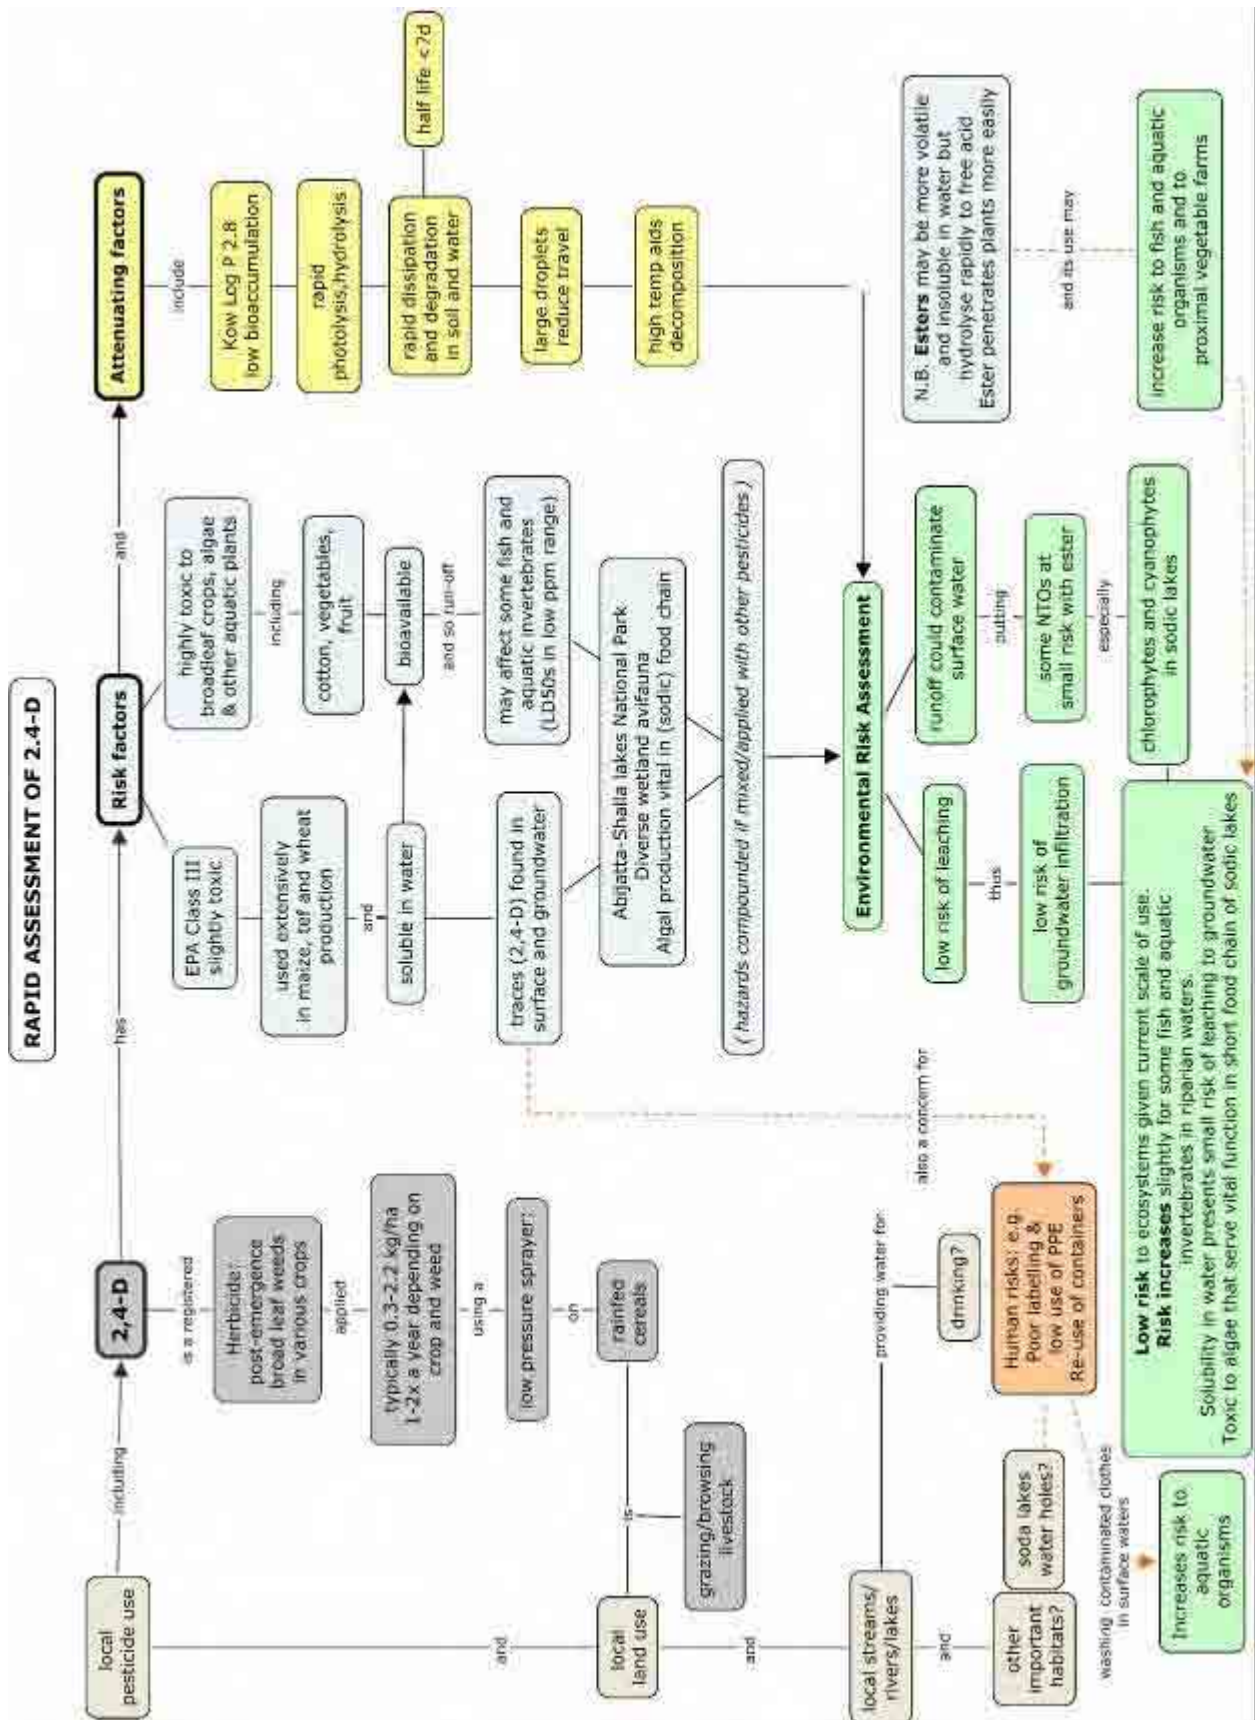 RAPID ASSESSMENT OF 2.4-D
local
pesticide use
including
2,4-D
has
Risk factors
and
Attenuating factors
is a registered
Herbicide:
post-emergence
broad leaf weeds
in various crops
applied
typically 0.3-2.2 kg/ha
1-2x a year depending on
crop and weed
using a
low pressure sprayer:
on
rainfed
cereals
and
local
land use
is
grazing/browsing
livestock
and
local streams/
rivers/lakes
providing water for:
drinking?
and
other
important
habitats?
soda lakes
water holes?
Human risks: e.g.
Poor labelling &
low use of PPE
Re-use of containers
also a concern for
washing contaminated clothes
in surface waters
Increases risk to
aquatic
organisms
EPA Class III
slightly toxic
used extensively
in maize, tef and wheat
production
and
soluble in water
traces (2,4-D) found in
surface and groundwater
highly toxic to
broadleaf crops, algae
& other aquatic plants
including
cotton, vegetables,
fruit
bioavailable
and so run-off
may affect some fish and
aquatic invertebrates
(LD50s in low ppm range)
Abijatta-Shalla lakes National Park
Diverse wetland avifauna
Algal production vital in (sodic) food chain
(hazards compounded if mixed/applied with other pesticides)
Environmental Risk Assessment
low risk of leaching
thus
low risk of
groundwater infiltration
runoff could contaminate
surface water
putting
some NTOs at
small risk with ester
especially
chlorophytes and cyanophytes
in sodic lakes
Low risk to ecosystems given current scale of use.
Risk increases slightly for some fish and aquatic
invertebrates in riparian waters.
Solubility in water presents small risk of leaching to groundwater
Toxic to algae that serve vital function in short food chain of sodic lakes
include
Kow Log P 2.8
low bioaccumulation
rapid
photolysis,hydrolysis
rapid dissipation
and degradation
in soil and water
half life <7d
large droplets
reduce travel
high temp aids
decomposition
N.B. Esters may be more volatile
and insoluble in water but
hydrolyse rapidly to free acid
Ester penetrates plants more easily
and its use may
increase risk to fish and aquatic
organisms and to
proximal vegetable farms